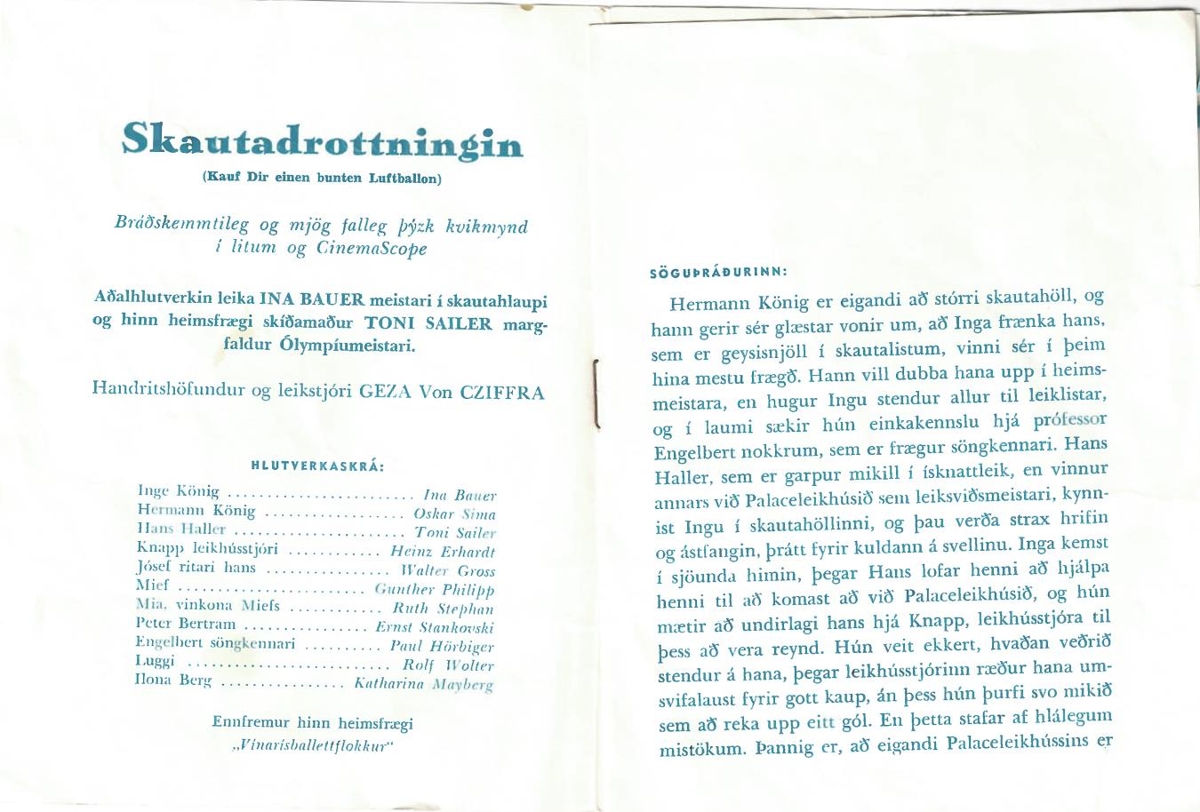 Skautadrottningin
(Kauf Dir einen bunten Luftballon)
Bráðskemmtileg og mjög falleg þýzk kvikmynd
í litum og CinemaScope
Aðalhlutverkin leika INA BAUER meistari í skautahlaupi
og hinn heimsfrægi skíðamaður TONI SAILER marg-
faldur Ólympíumeistari.
Handritshöfundur og leikstjóri GEZA Von CZIFFRA
HLUTVERKASKRÁ:
Inge König ........................ Ina Bauer
Hermann König .................. Oskar Sima
Hans Haller ...................... Toni Sailer
Knapp leikhússtjóri ............ Heinz Erhardt
Jósef ritari hans ................ Walter Gross
Mief ........................ Gunther Philipp
Mia, vinkona Miefs ............ Ruth Stephan
Peter Bertram ................ Ernst Stankovski
Engelbert söngkennari ......... Paul Hörbiger
Luggi .......................... Rolf Wolter
Ilona Berg ................ Katharina Mayberg
Ennfremur hinn heimsfrægi
„Vínarísballettflokkur“
SÖGUÞRÁÐURINN:
Hermann König er eigandi að stórri skautahöll, og
hann gerir sér glæstar vonir um, að Inga frænka hans,
sem er geysisnjöll í skautalistum, vinni sér í þeim
hina mestu frægð. Hann vill dubba hana upp í heims-
meistara, en hugur Ingu stendur allur til leiklistar,
og í laumi sækir hún einkakennslu hjá prófessor
Engelbert nokkrum, sem er frægur söngkennari. Hans
Haller, sem er garpur mikill í ísknattleik, en vinnur
annars við Palaceleikhúsið sem leiksviðsmeistari, kynn-
ist Ingu í skautahöllinni, og þau verða strax hrifin
og ástfangin, þrátt fyrir kuldann á svellinu. Inga kemst
í sjöunda himin, þegar Hans lofar henni að hjálpa
henni til að komast að við Palaceleikhúsið, og hún
mætir að undirlagi hans hjá Knapp, leikhússtjóra til
þess að vera reynd. Hún veit ekkert, hvaðan veðrið
stendur á hana, þegar leikhússtjórinn ræður hana um-
svifalaust fyrir gott kaup, án þess hún þurfi svo mikið
sem að reka upp eitt gól. En þetta stafar af hlálegum
mistökum. Þannig er, að eigandi Palaceleikhússins er